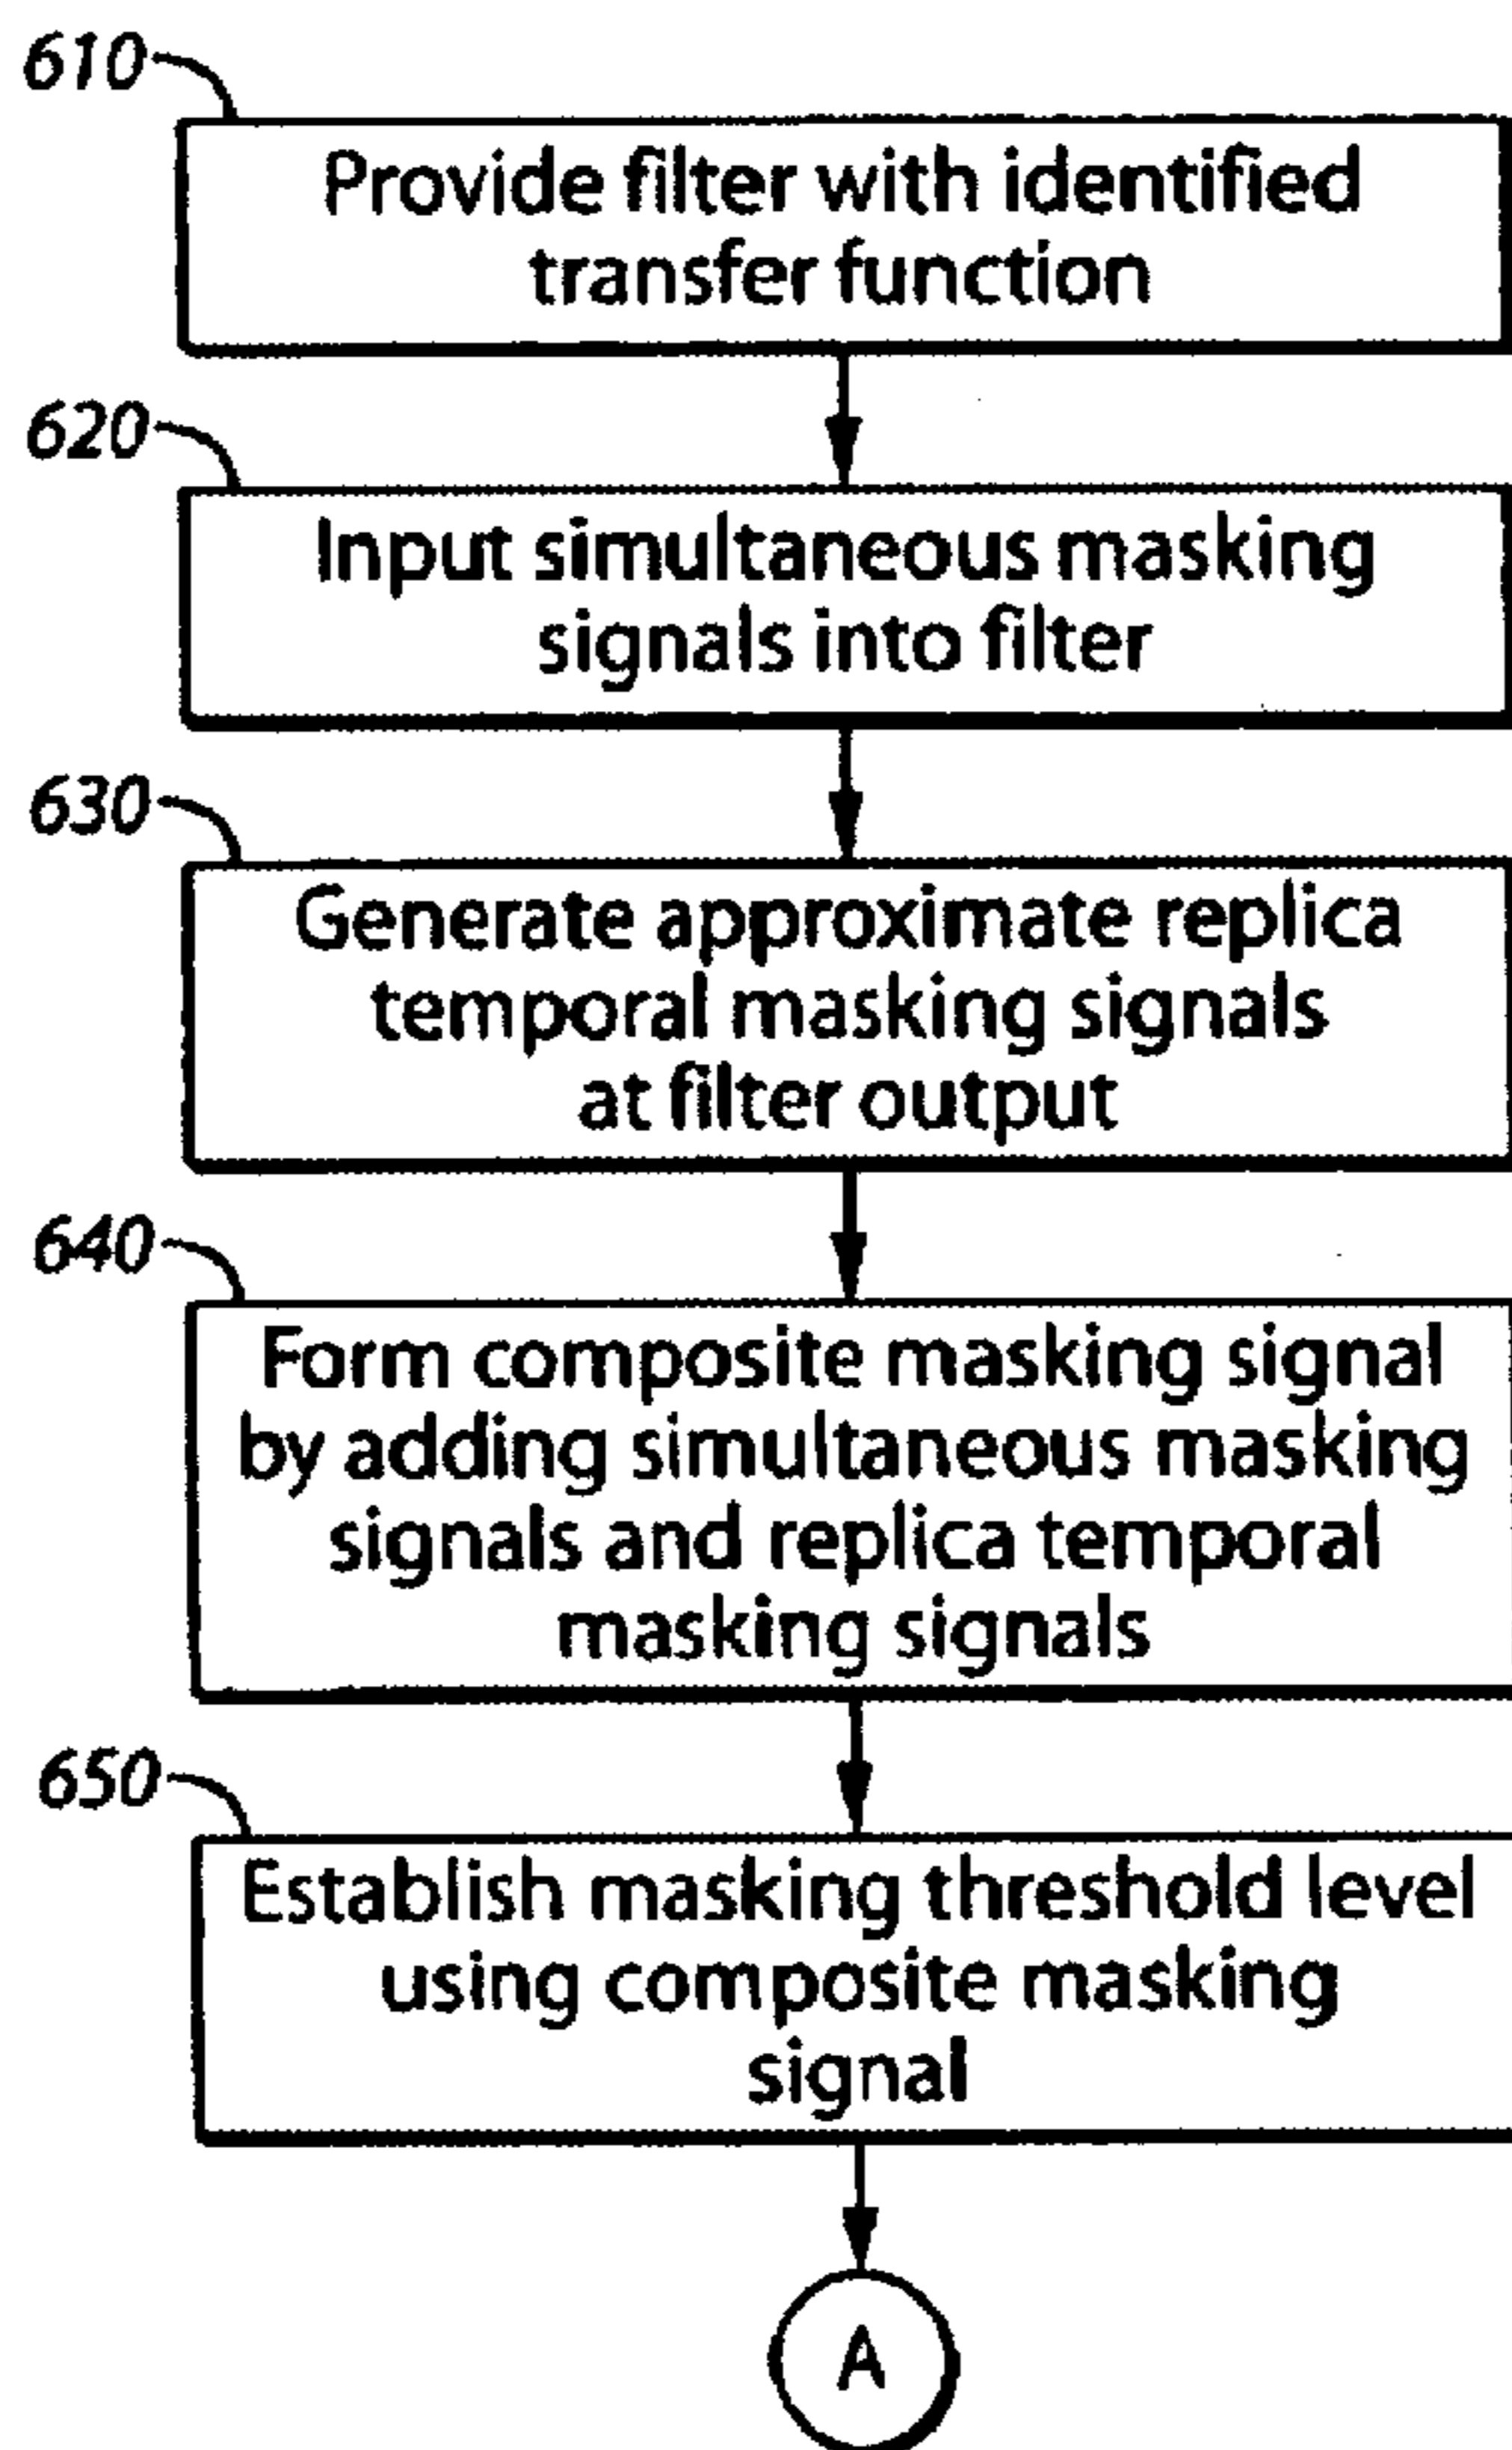 610
Provide filter with identified
transfer function
620
Input simultaneous masking
signals into filter
630
Generate approximate replica
temporal masking signals
at filter output
640
Form composite masking signal
by adding simultaneous masking
signals and replica temporal
masking signals
650
Establish masking threshold level
using composite masking
signal
A